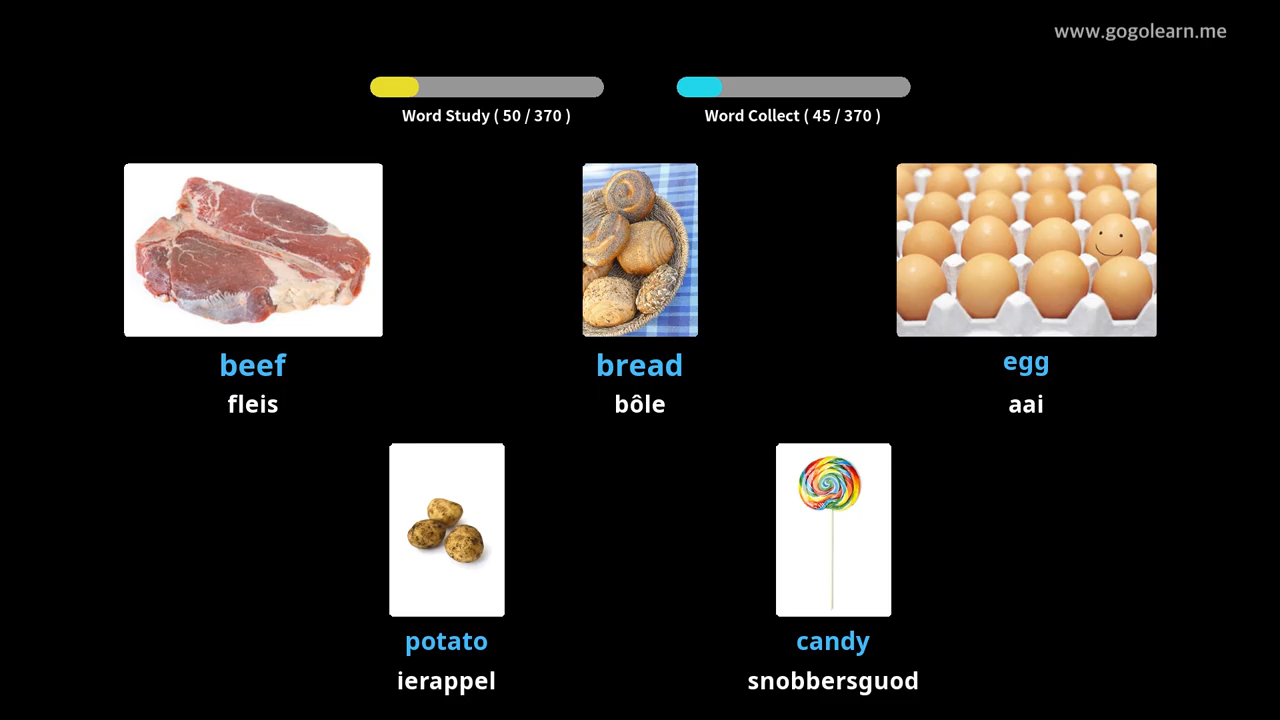 www.gogolearn.me
Word Study ( 50 / 370 )
Word Collect ( 45 / 370 )
beef
fleis
bread
bôle
egg
aai
potato
ierappel
candy
snobbersguod